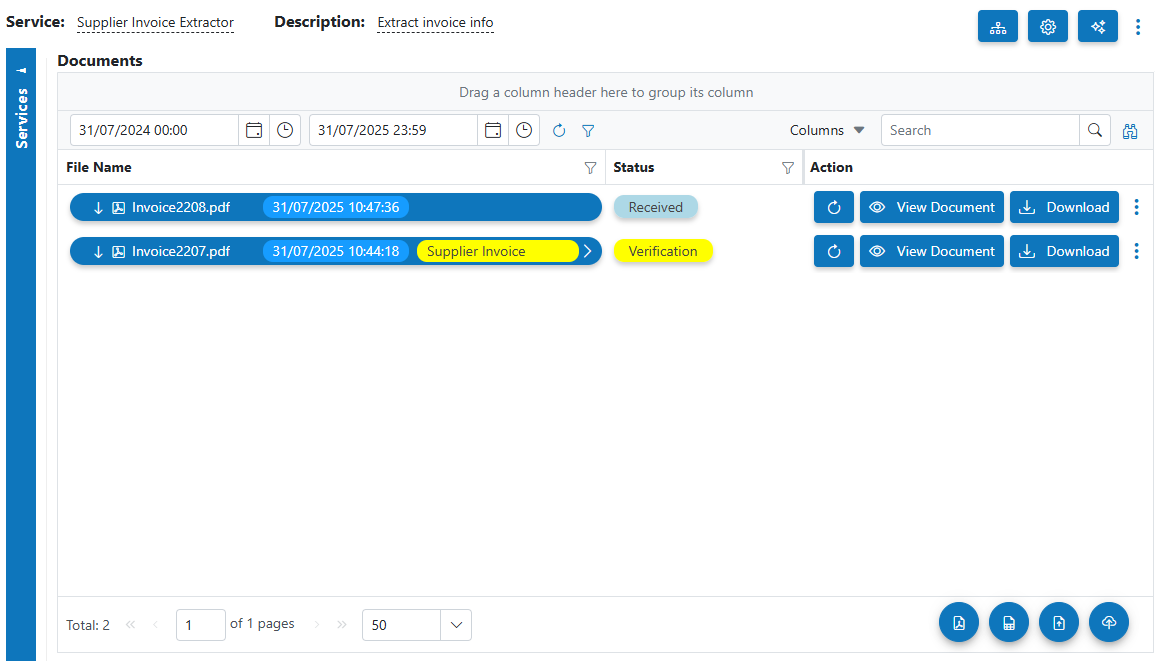 Service: Supplier Invoice Extractor Description: Extract invoice info
Services
Documents
Drag a column header here to group its column
31/07/2024 00:00 31/07/2025 23:59 Columns Search
File Name Status Action
Invoice2208.pdf 31/07/2025 10:47:36 Received View Document Download
Invoice2207.pdf 31/07/2025 10:44:18 Supplier Invoice Verification View Document Download
Total: 2 1 of 1 pages 50